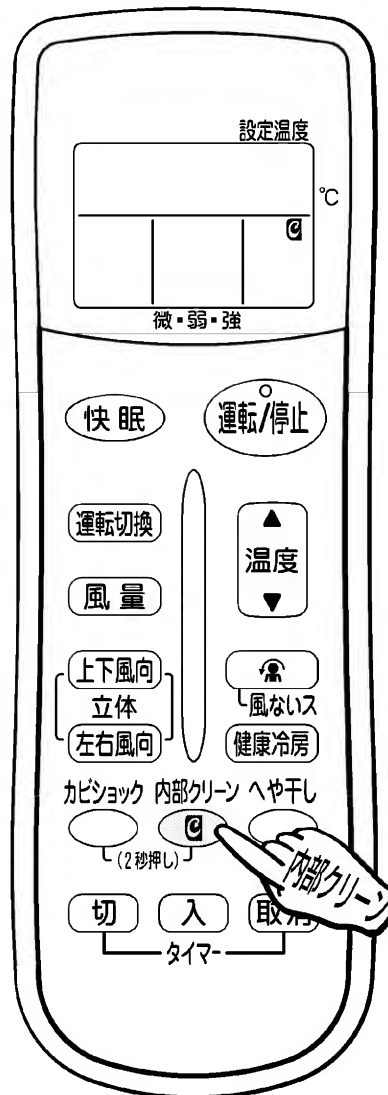 設定温度
℃
微・弱・強
快眠
運転/停止
運転切換
▲
温度
▼
風量
上下風向
立体
左右風向
風ないス
健康冷房
カビショック 内部クリーン へや干し
(2秒押し)
内部クリーン
切 入 取消
タイマー